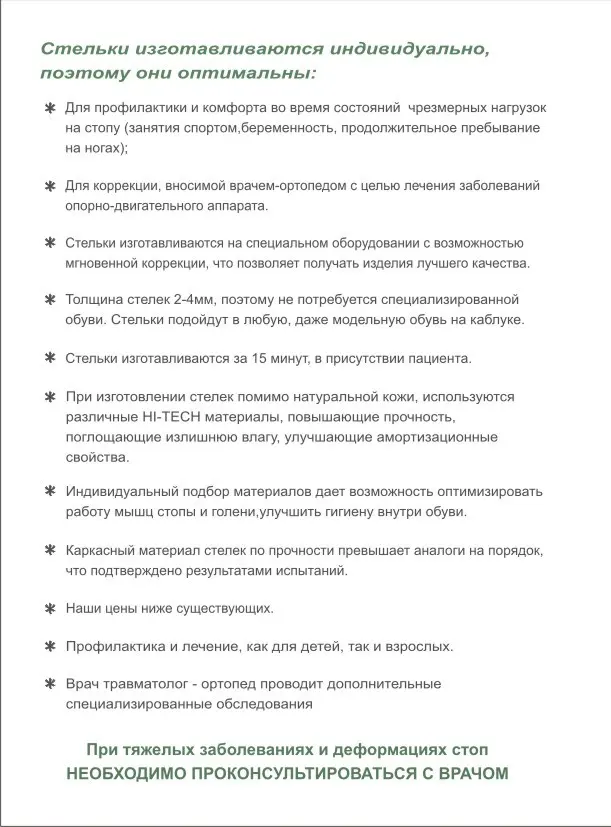 Стельки изготавливаются индивидуально,
поэтому они оптимальны:
* Для профилактики и комфорта во время состояний чрезмерных нагрузок
на стопу (занятия спортом,беременность, продолжительное пребывание
на ногах);
* Для коррекции, вносимой врачем-ортопедом с целью лечения заболеваний
опорно-двигательного аппарата.
* Стельки изготавливаются на специальном оборудовании с возможностью
мгновенной коррекции, что позволяет получать изделия лучшего качества.
* Толщина стелек 2-4мм, поэтому не потребуется специализированной
обуви. Стельки подойдут в любую, даже модельную обувь на каблуке.
* Стельки изготавливаются за 15 минут, в присутствии пациента.
* При изготовлении стелек помимо натуральной кожи, используются
различные HI-TECH материалы, повышающие прочность,
поглощающие излишнюю влагу, улучшающие амортизационные
свойства.
* Индивидуальный подбор материалов дает возможность оптимизировать
работу мышц стопы и голени,улучшить гигиену внутри обуви.
* Каркасный материал стелек по прочности превышает аналоги на порядок,
что подтверждено результатами испытаний.
* Наши цены ниже существующих.
* Профилактика и лечение, как для детей, так и взрослых.
* Врач травматолог - ортопед проводит дополнительные
специализированные обследования
При тяжелых заболеваниях и деформациях стоп
НЕОБХОДИМО ПРОКОНСУЛЬТИРОВАТЬСЯ С ВРАЧОМ